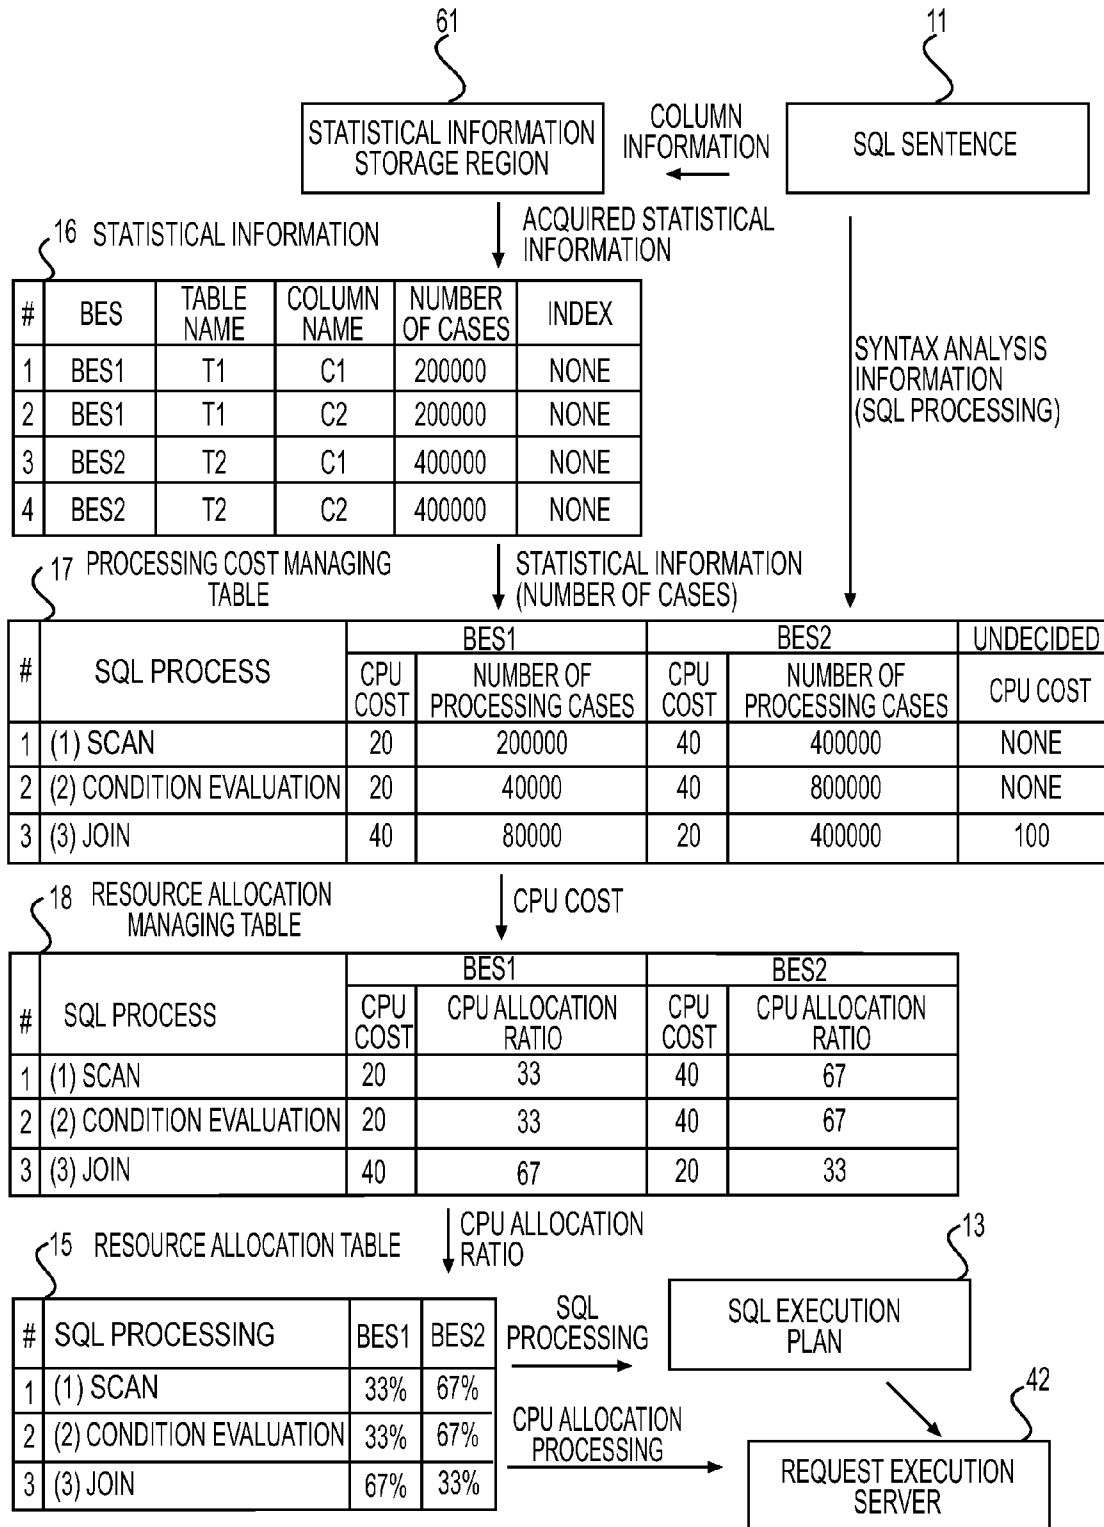 61
11
STATISTICAL INFORMATION
STORAGE REGION
COLUMN
INFORMATION
SQL SENTENCE
ACQUIRED STATISTICAL
INFORMATION
16 STATISTICAL INFORMATION
# BES TABLE NAME COLUMN NAME NUMBER OF CASES INDEX
1 BES1 T1 C1 200000 NONE
2 BES1 T1 C2 200000 NONE
3 BES2 T2 C1 400000 NONE
4 BES2 T2 C2 400000 NONE
SYNTAX ANALYSIS
INFORMATION
(SQL PROCESSING)
17 PROCESSING COST MANAGING
TABLE
STATISTICAL INFORMATION
(NUMBER OF CASES)
BES1 BES2 UNDECIDED
# SQL PROCESS CPU COST NUMBER OF PROCESSING CASES CPU COST NUMBER OF PROCESSING CASES CPU COST
1 (1) SCAN 20 200000 40 400000 NONE
2 (2) CONDITION EVALUATION 20 40000 40 800000 NONE
3 (3) JOIN 40 80000 20 400000 100
18 RESOURCE ALLOCATION
MANAGING TABLE
CPU COST
BES1 BES2
# SQL PROCESS CPU COST CPU ALLOCATION RATIO CPU COST CPU ALLOCATION RATIO
1 (1) SCAN 20 33 40 67
2 (2) CONDITION EVALUATION 20 33 40 67
3 (3) JOIN 40 67 20 33
CPU ALLOCATION
RATIO
15 RESOURCE ALLOCATION TABLE
# SQL PROCESSING BES1 BES2
1 (1) SCAN 33% 67%
2 (2) CONDITION EVALUATION 33% 67%
3 (3) JOIN 67% 33%
SQL
PROCESSING
13
SQL EXECUTION
PLAN
CPU ALLOCATION
PROCESSING
42
REQUEST EXECUTION
SERVER